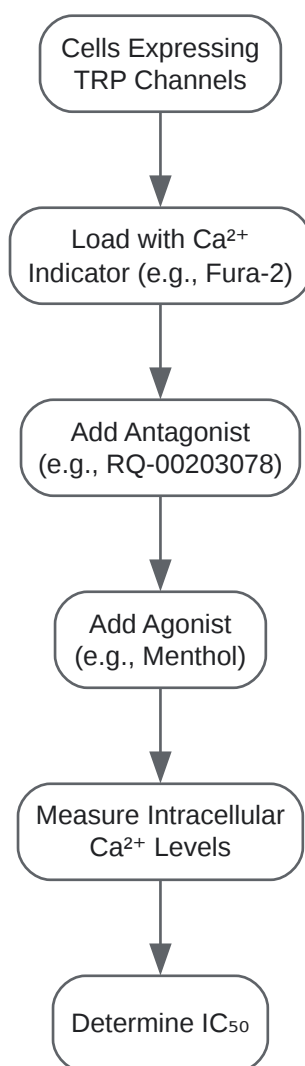 Cells Expressing
TRP Channels
Load with Ca²⁺
Indicator (e.g., Fura-2)
Add Antagonist
(e.g., RQ-00203078)
Add Agonist
(e.g., Menthol)
Measure Intracellular
Ca²⁺ Levels
Determine IC₅₀